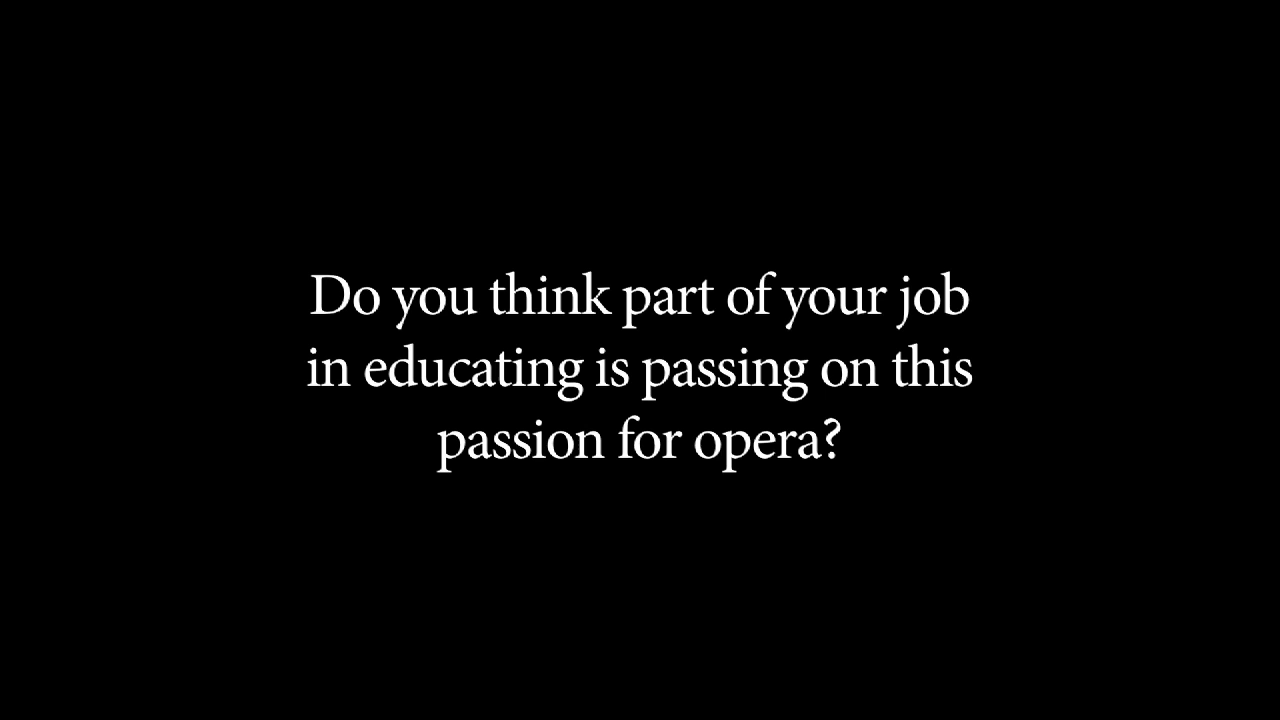 Do you think part of your job
in educating is passing on this
passion for opera?